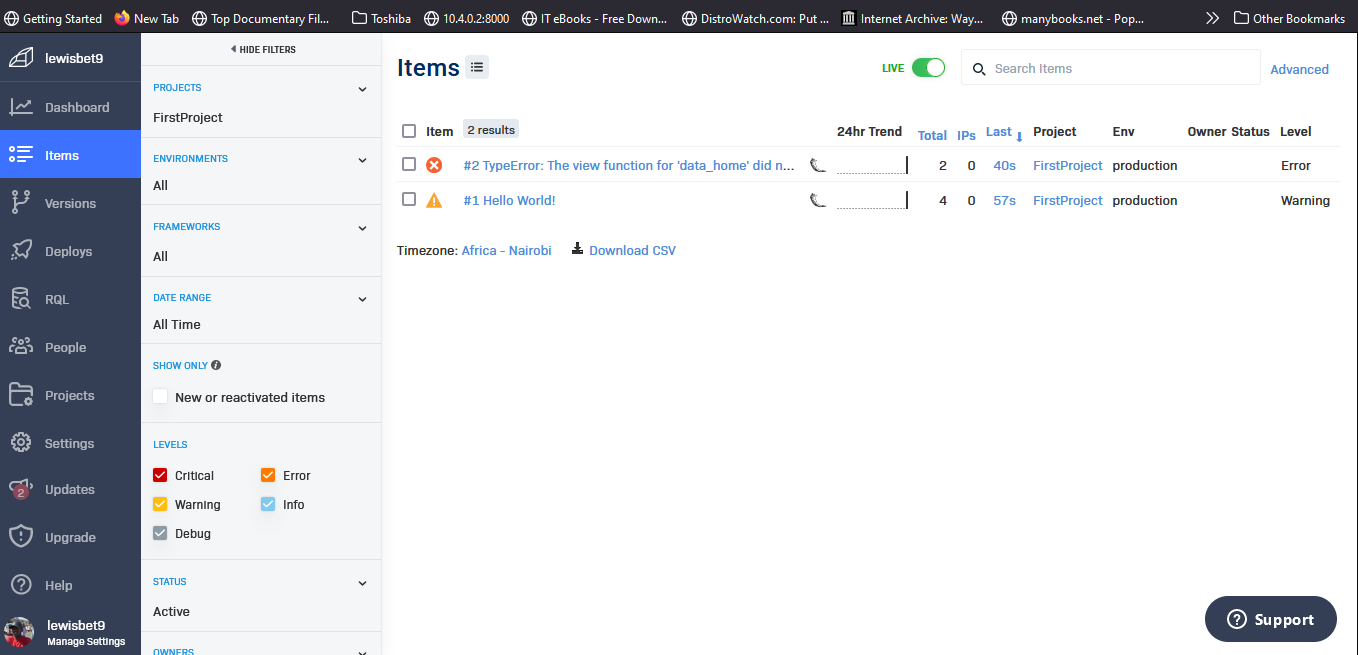 Getting Started New Tab Top Documentary Fil... Toshiba 10.4.0.2:8000 IT eBooks - Free Down... DistroWatch.com: Put ... Internet Archive: Way... manybooks.net - Pop... Other Bookmarks
lewisbet9
Dashboard
Items
Versions
Deploys
RQL
People
Projects
Settings
2 Updates
Upgrade
Help
lewisbet9
Manage Settings
HIDE FILTERS
PROJECTS
FirstProject
ENVIRONMENTS
All
FRAMEWORKS
All
DATE RANGE
All Time
SHOW ONLY
New or reactivated items
LEVELS
Critical Error
Warning Info
Debug
STATUS
Active
OWNERS
Items LIVE Search Items Advanced
Item 2 results 24hr Trend Total IPs Last Project Env Owner Status Level
#2 TypeError: The view function for 'data_home' did n... 2 0 40s FirstProject production Error
#1 Hello World! 4 0 57s FirstProject production Warning
Timezone: Africa - Nairobi Download CSV
Support